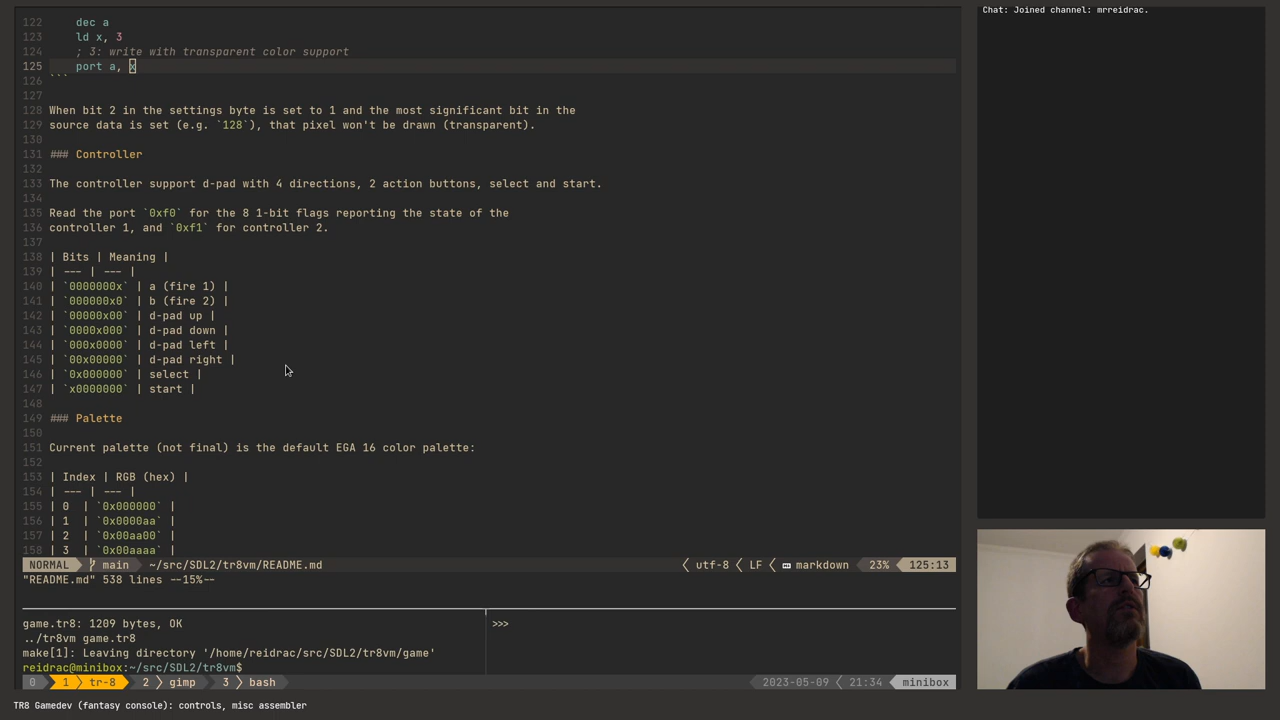 122     dec a
123     ld x, 3
124     ; 3: write with transparent color support
125     port a, x
126 ```
127
128 When bit 2 in the settings byte is set to 1 and the most significant bit in the
129 source data is set (e.g. `128`), that pixel won't be drawn (transparent).
130
131 ### Controller
132
133 The controller support d-pad with 4 directions, 2 action buttons, select and start.
134
135 Read the port `0xf0` for the 8 1-bit flags reporting the state of the
136 controller 1, and `0xf1` for controller 2.
137
138 | Bits | Meaning |
139 | --- | --- |
140 | `0000000x` | a (fire 1) |
141 | `000000x0` | b (fire 2) |
142 | `00000x00` | d-pad up |
143 | `0000x000` | d-pad down |
144 | `000x0000` | d-pad left |
145 | `00x00000` | d-pad right |
146 | `0x000000` | select |
147 | `x0000000` | start |
148
149 ### Palette
150
151 Current palette (not final) is the default EGA 16 color palette:
152
153 | Index | RGB (hex) |
154 | --- | --- |
155 | 0  | `0x000000` |
156 | 1  | `0x0000aa` |
157 | 2  | `0x00aa00` |
158 | 3  | `0x00aaaa` |
NORMAL main ~/src/SDL2/tr8vm/README.md utf-8 LF markdown 23% 125:13
"README.md" 538 lines --15%--
game.tr8: 1209 bytes, OK
../tr8vm game.tr8
make[1]: Leaving directory '/home/reidrac/src/SDL2/tr8vm/game'
reidrac@minibox:~/src/SDL2/tr8vm$
>>>
0 1 tr-8 2 gimp 3 bash 2023-05-09 21:34 minibox
TR8 Gamedev (fantasy console): controls, misc assembler
Chat: Joined channel: mrreidrac.